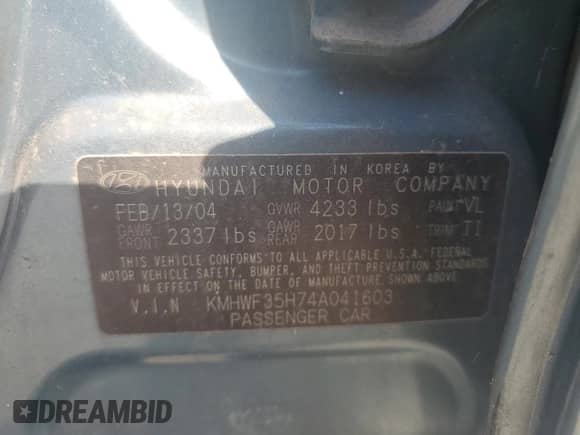 MANUFACTURED IN KOREA BY
HYUNDAI MOTOR COMPANY
FEB/13/04 GVWR 4233 lbs PAINT VL
GAWR FRONT 2337 lbs GAWR REAR 2017 lbs TRIM TI
THIS VEHICLE CONFORMS TO ALL APPLICABLE U.S.A. FEDERAL
MOTOR VEHICLE SAFETY, BUMPER, AND THEFT PREVENTION STANDARDS
IN EFFECT ON THE DATE OF MANUFACTURE SHOWN ABOVE
V.I.N KMHWF35H74A041603
PASSENGER CAR
DREAMBID